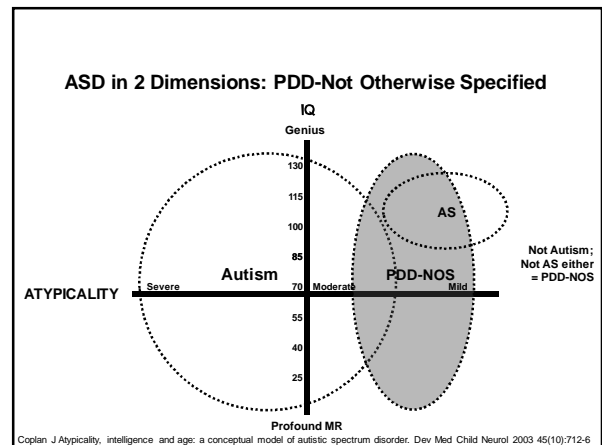 ASD in 2 Dimensions: PDD-Not Otherwise Specified
IQ
Genius
130
115
AS
100
Not Autism;
Not AS either
= PDD-NOS
85
Autism
PDD-NOS
ATYPICALITY
Severe
70
Moderate
Mild
55
40
25
Profound MR
Coplan J Atypicality, intelligence and age: a conceptual model of autistic spectrum disorder. Dev Med Child Neurol 2003 45(10):712-6